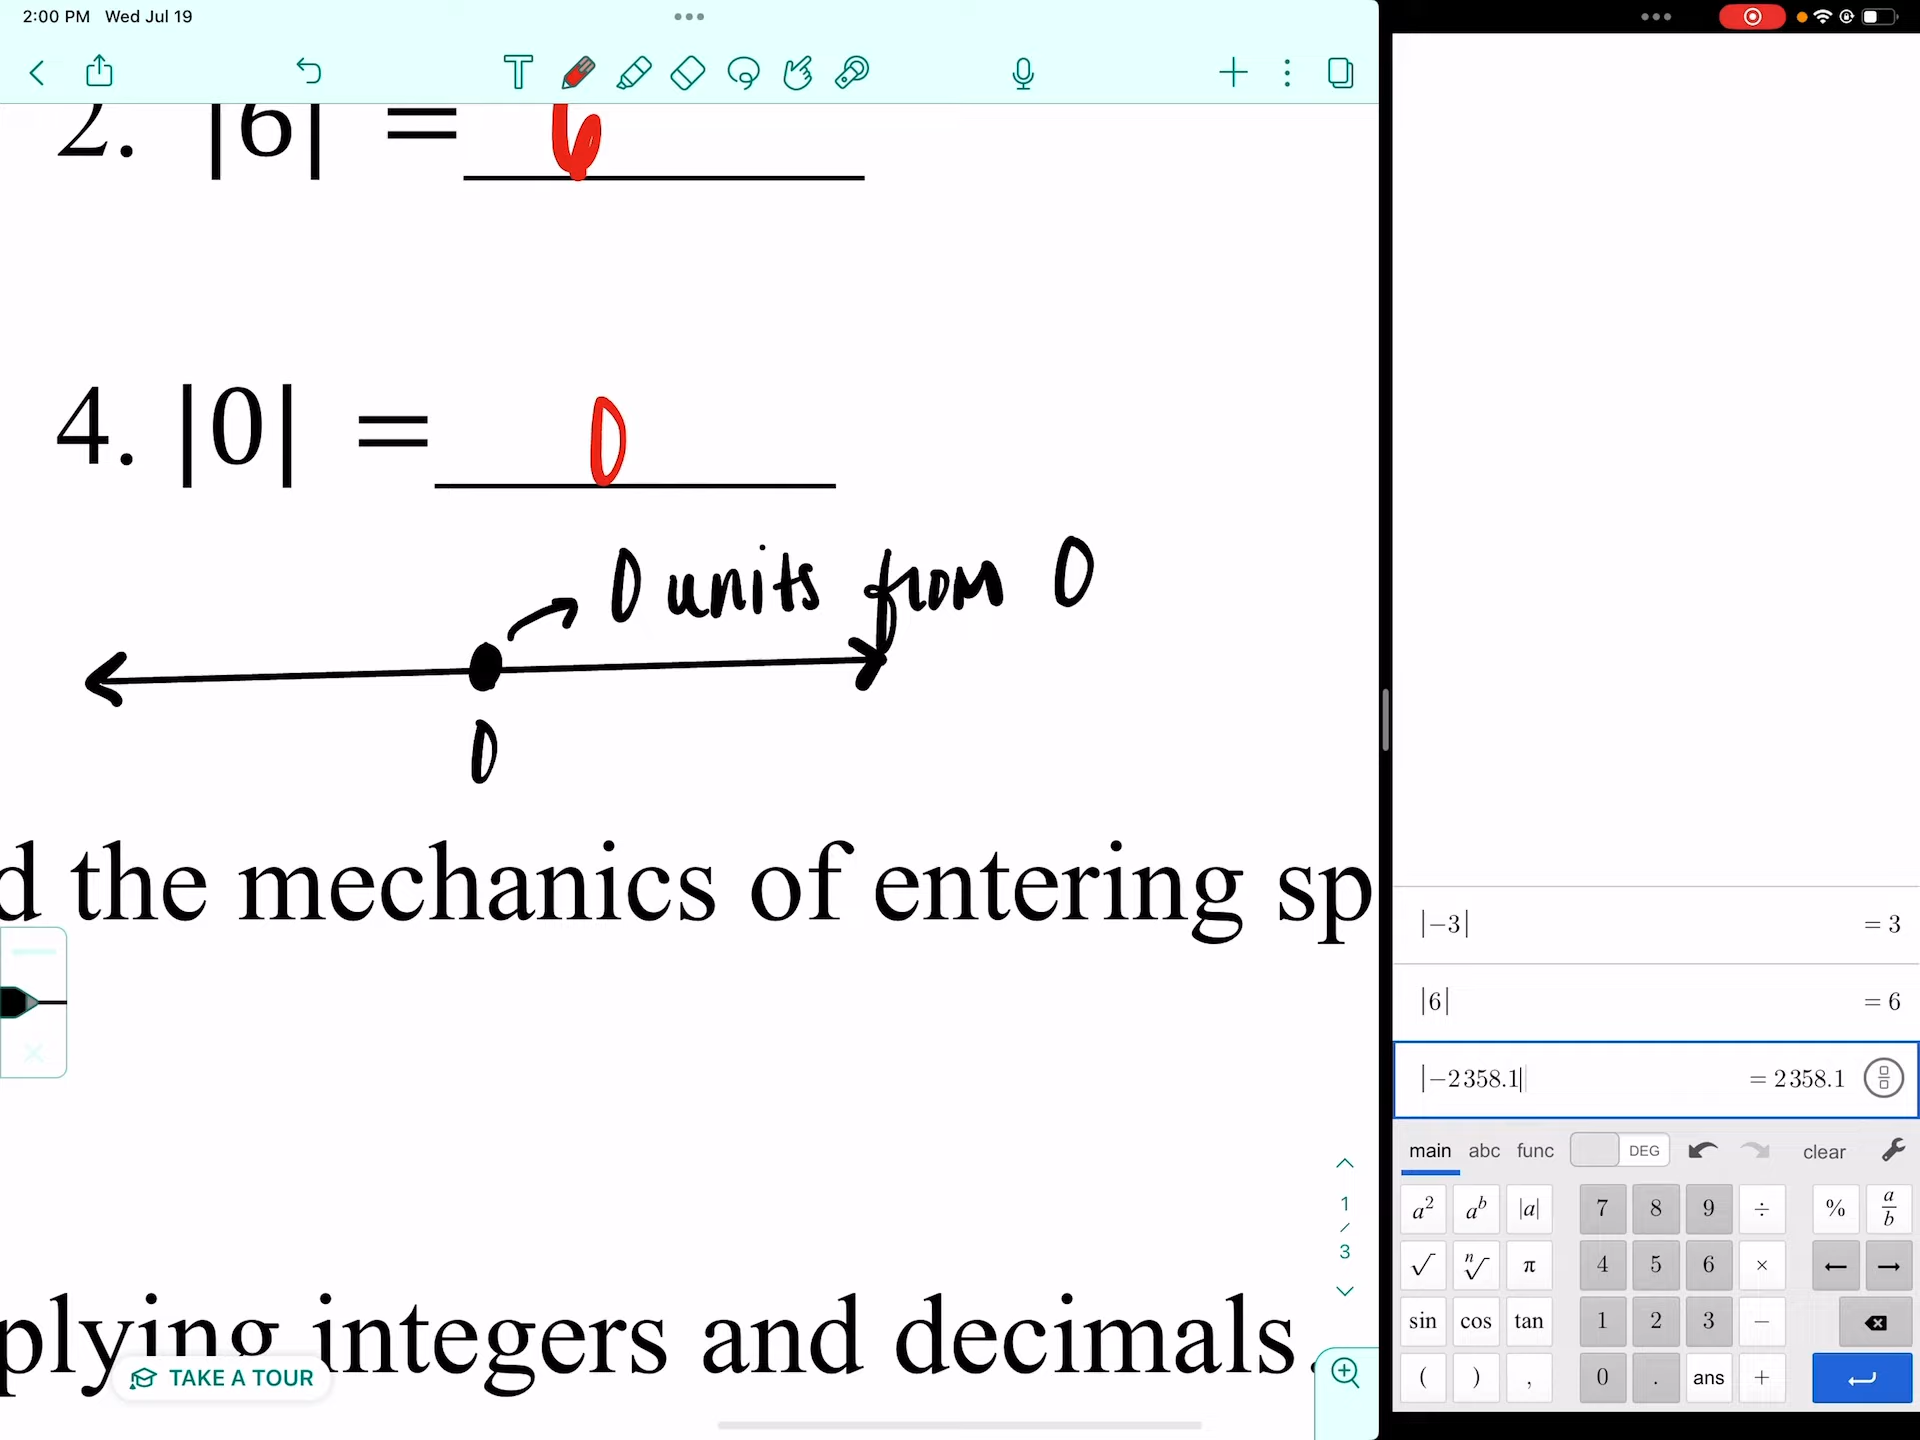 2:00 PM Wed Jul 19
T
2. |6| = 6
4. |0| = 0
0 units from 0
0
d the mechanics of entering sp
1
/
3
plying integers and decimals.
TAKE A TOUR
|−3| = 3
|6| = 6
|−2358.1| = 2358.1
main abc func DEG clear
a² aᵇ |a| 7 8 9 ÷ % a/b
√ ⁿ√ π 4 5 6 × ← →
sin cos tan 1 2 3 −
( ) , 0 . ans +